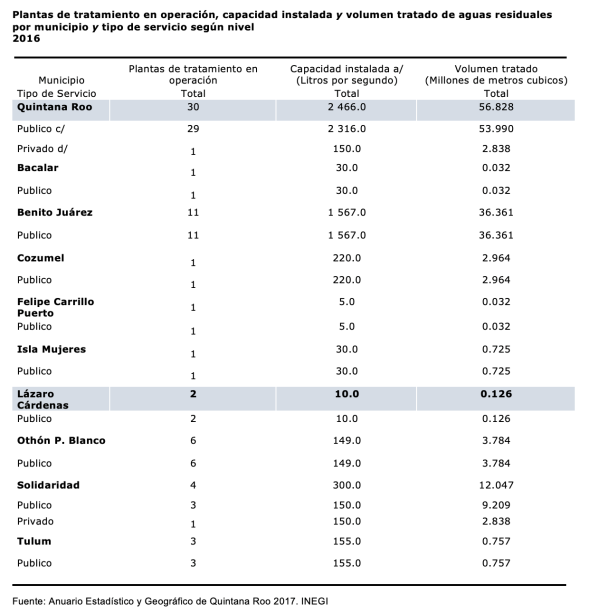 Plantas de tratamiento en operación, capacidad instalada y volumen tratado de aguas residuales
por municipio y tipo de servicio según nivel
2016
Municipio Plantas de tratamiento en operación Capacidad instalada a/ (Litros por segundo) Volumen tratado (Millones de metros cubicos)
Tipo de Servicio Total Total Total
Quintana Roo 30 2 466.0 56.828
Publico c/ 29 2 316.0 53.990
Privado d/ 1 150.0 2.838
Bacalar 1 30.0 0.032
Publico 1 30.0 0.032
Benito Juárez 11 1 567.0 36.361
Publico 11 1 567.0 36.361
Cozumel 1 220.0 2.964
Publico 1 220.0 2.964
Felipe Carrillo Puerto 1 5.0 0.032
Publico 1 5.0 0.032
Isla Mujeres 1 30.0 0.725
Publico 1 30.0 0.725
Lázaro Cárdenas 2 10.0 0.126
Publico 2 10.0 0.126
Othón P. Blanco 6 149.0 3.784
Publico 6 149.0 3.784
Solidaridad 4 300.0 12.047
Publico 3 150.0 9.209
Privado 1 150.0 2.838
Tulum 3 155.0 0.757
Publico 3 155.0 0.757
Fuente: Anuario Estadístico y Geográfico de Quintana Roo 2017. INEGI